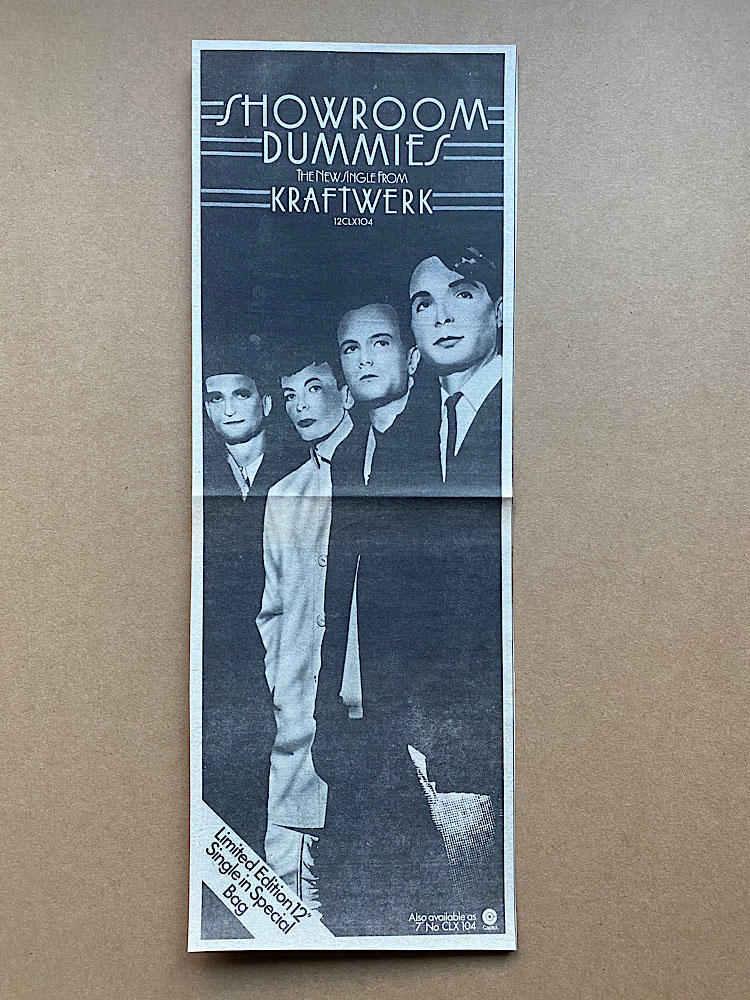 SHOWROOM
DUMMIES
THE NEW SINGLE FROM
KRAFTWERK
12CLX104
Limited Edition 12"
Single in Special
Bag
Also available as
7" No CLX 104
Capitol